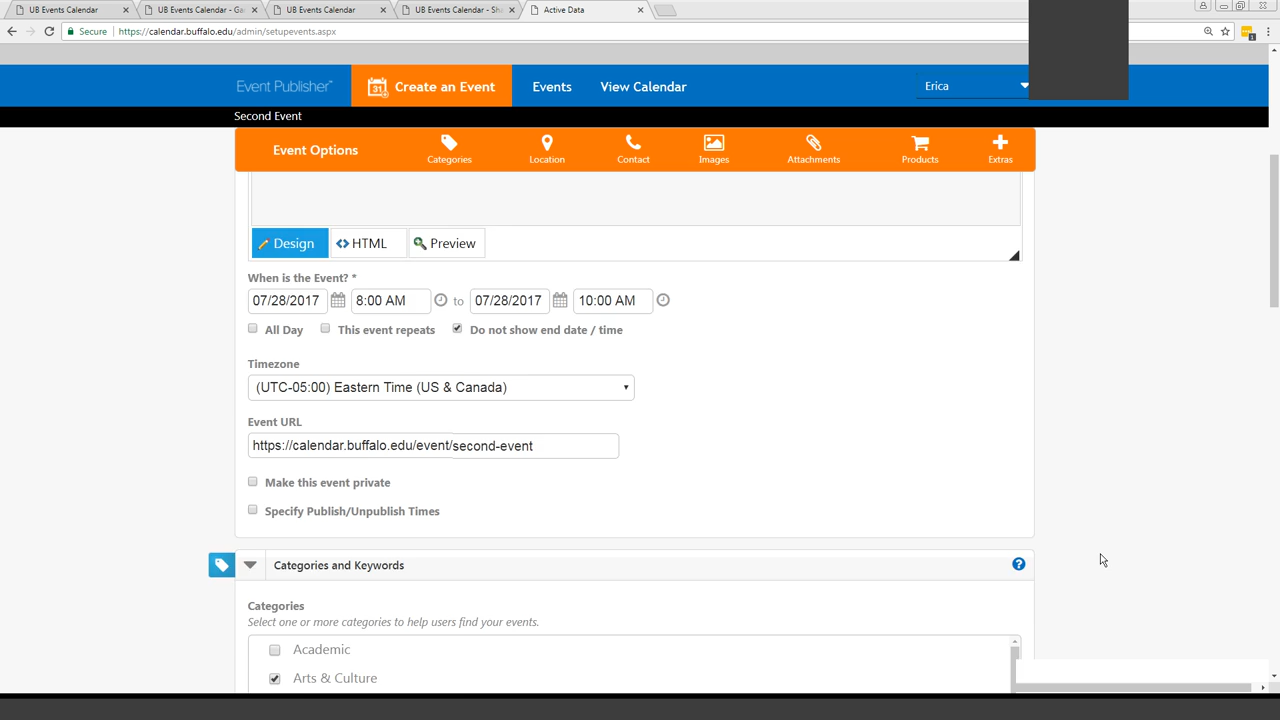 UB Events Calendar
UB Events Calendar - Ga
UB Events Calendar
UB Events Calendar - Sha
Active Data
Secure
https://calendar.buffalo.edu/admin/setupevents.aspx
Event Publisher™
31
Create an Event
Events
View Calendar
Erica
Second Event
Event Options
Categories
Location
Contact
Images
Attachments
Products
Extras
Design
HTML
Preview
When is the Event? *
07/28/2017 8:00 AM to 07/28/2017 10:00 AM
All Day This event repeats Do not show end date / time
Timezone
(UTC-05:00) Eastern Time (US & Canada)
Event URL
https://calendar.buffalo.edu/event/second-event
Make this event private
Specify Publish/Unpublish Times
Categories and Keywords
?
Categories
Select one or more categories to help users find your events.
Academic
Arts & Culture